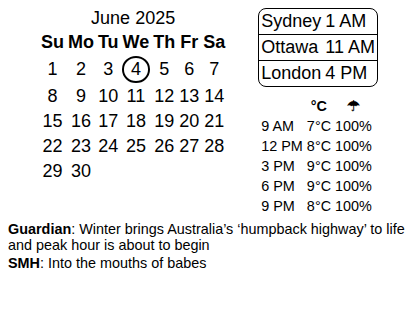 June 2025
Su Mo Tu We Th Fr Sa
1 2 3 4 5 6 7
8 9 10 11 12 13 14
15 16 17 18 19 20 21
22 23 24 25 26 27 28
29 30
Sydney 1 AM
Ottawa 11 AM
London 4 PM
°C ☂
9 AM 7°C 100%
12 PM 8°C 100%
3 PM 9°C 100%
6 PM 9°C 100%
9 PM 8°C 100%
Guardian: Winter brings Australia's ‘humpback highway’ to life
and peak hour is about to begin
SMH: Into the mouths of babes